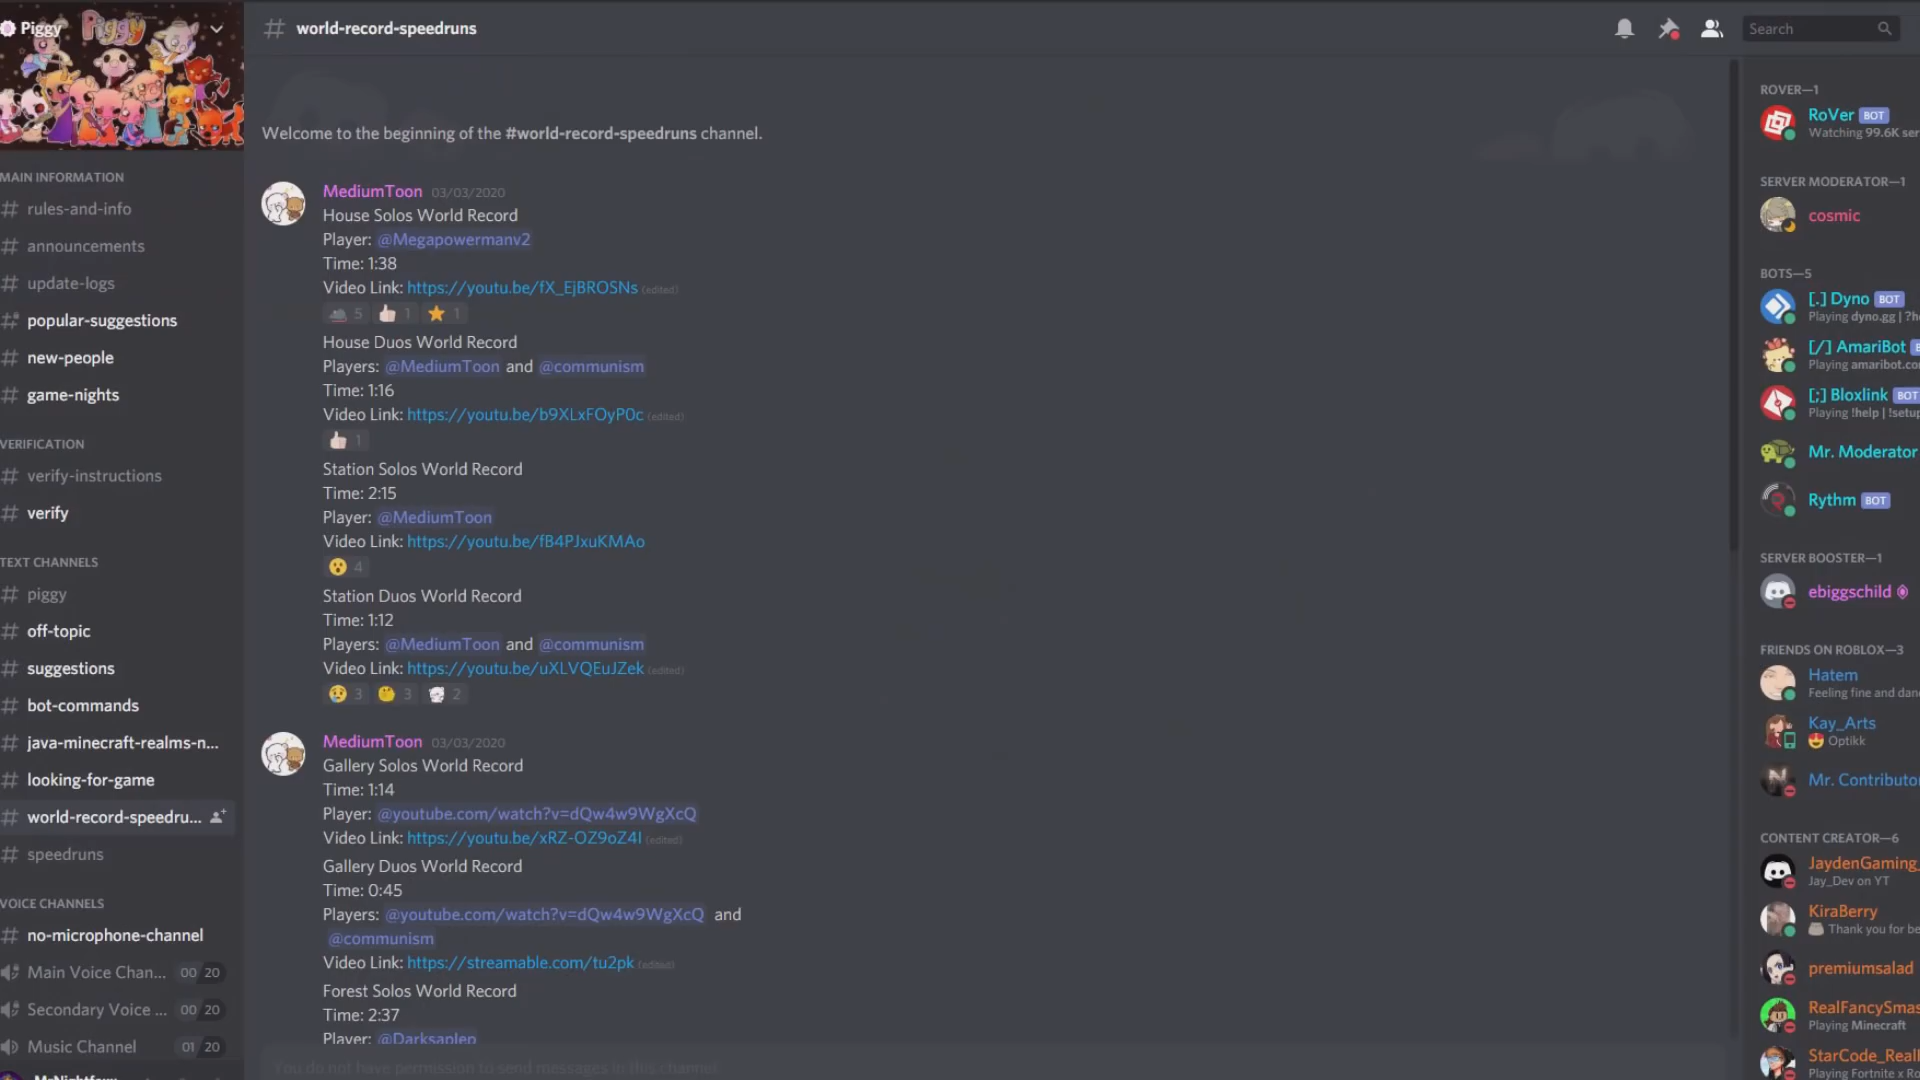 Piggy
Piggy
world-record-speedruns
Search
MAIN INFORMATION
rules-and-info
announcements
update-logs
popular-suggestions
new-people
game-nights
VERIFICATION
verify-instructions
verify
TEXT CHANNELS
piggy
off-topic
suggestions
bot-commands
java-minecraft-realms-n...
looking-for-game
world-record-speedru...
speedruns
VOICE CHANNELS
no-microphone-channel
Main Voice Chan... 00 20
Secondary Voice ... 00 20
Music Channel 01 20
Welcome to the beginning of the #world-record-speedruns channel.
MediumToon 03/03/2020
House Solos World Record
Player: @Megapowermanv2
Time: 1:38
Video Link: https://youtu.be/fX_EjBROSNs (edited)
5 1 1
House Duos World Record
Players: @MediumToon and @communism
Time: 1:16
Video Link: https://youtu.be/b9XLxFOyP0c (edited)
1
Station Solos World Record
Time: 2:15
Player: @MediumToon
Video Link: https://youtu.be/fB4PJxuKMAo
4
Station Duos World Record
Time: 1:12
Players: @MediumToon and @communism
Video Link: https://youtu.be/uXLVQEuJZek (edited)
3 3 2
MediumToon 03/03/2020
Gallery Solos World Record
Time: 1:14
Player: @youtube.com/watch?v=dQw4w9WgXcQ
Video Link: https://youtu.be/xRZ-OZ9oZ4I (edited)
Gallery Duos World Record
Time: 0:45
Players: @youtube.com/watch?v=dQw4w9WgXcQ and
@communism
Video Link: https://streamable.com/tu2pk (edited)
Forest Solos World Record
Time: 2:37
Player: @Darksaplep
You do not have permission to send messages in this channel.
ROVER—1
RoVer BOT
Watching 99.6K ser
SERVER MODERATOR—1
cosmic
BOTS—5
[.] Dyno BOT
Playing dyno.gg | ?h
[/] AmariBot
Playing amaribot.co
[;] Bloxlink BOT
Playing !help | !setup
Mr. Moderator
Rythm BOT
SERVER BOOSTER—1
ebiggschild
FRIENDS ON ROBLOX—3
Hatem
Feeling fine and dan
Kay_Arts
Optikk
Mr. Contributo
CONTENT CREATOR—6
JaydenGaming_
Jay_Dev on YT
KiraBerry
Thank you for be
premiumsalad
RealFancySmas
Playing Minecraft
StarCode_Reall
Playing Fortnite x Ro